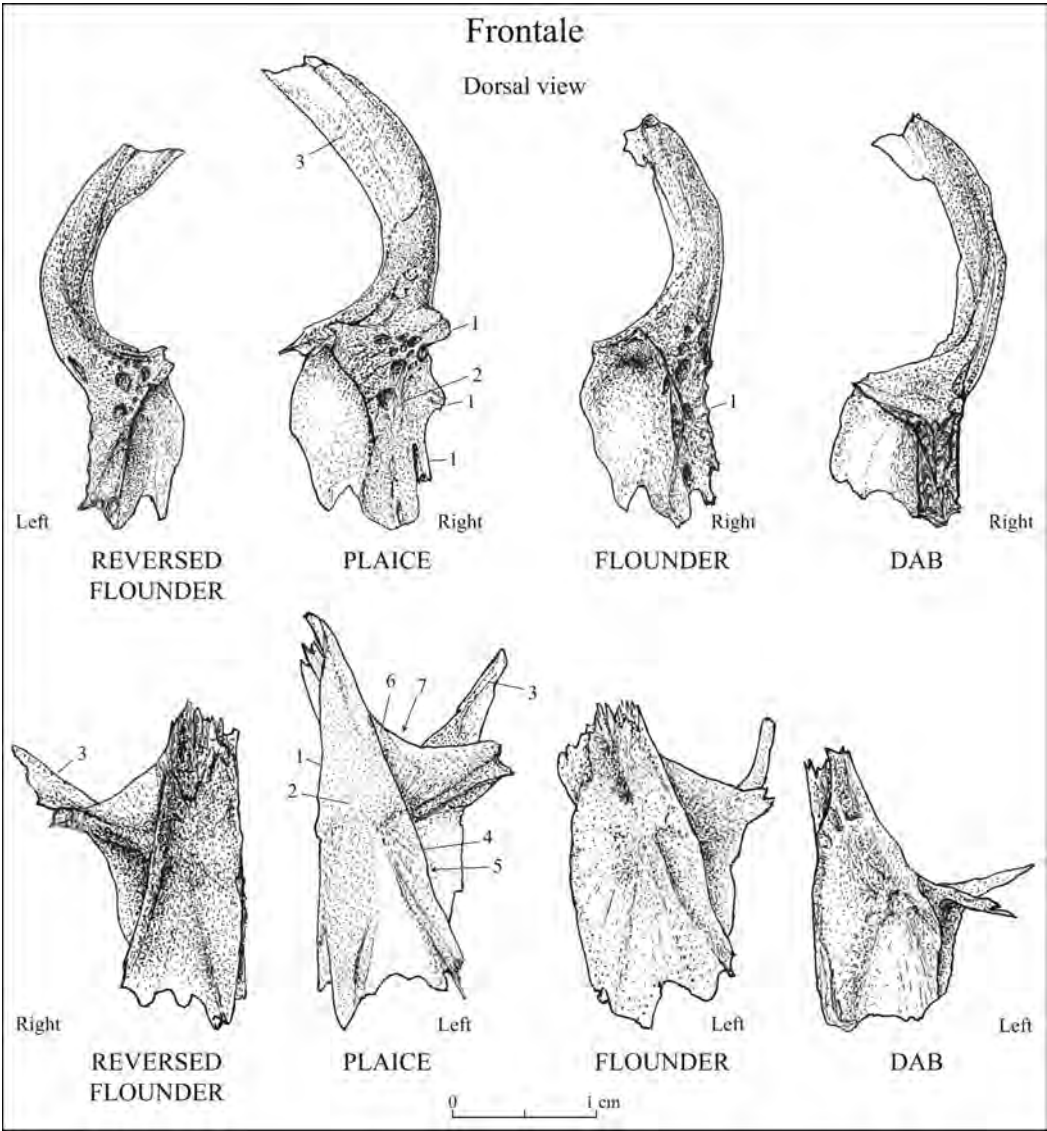 Frontale
Dorsal view
3
1
2
1
1
1
Left
Right
Right
Right
REVERSED
FLOUNDER
PLAICE
FLOUNDER
DAB
6
7
3
3
1
2
4
5
Right
Left
Left
Left
REVERSED
FLOUNDER
PLAICE
FLOUNDER
DAB
0
1 cm